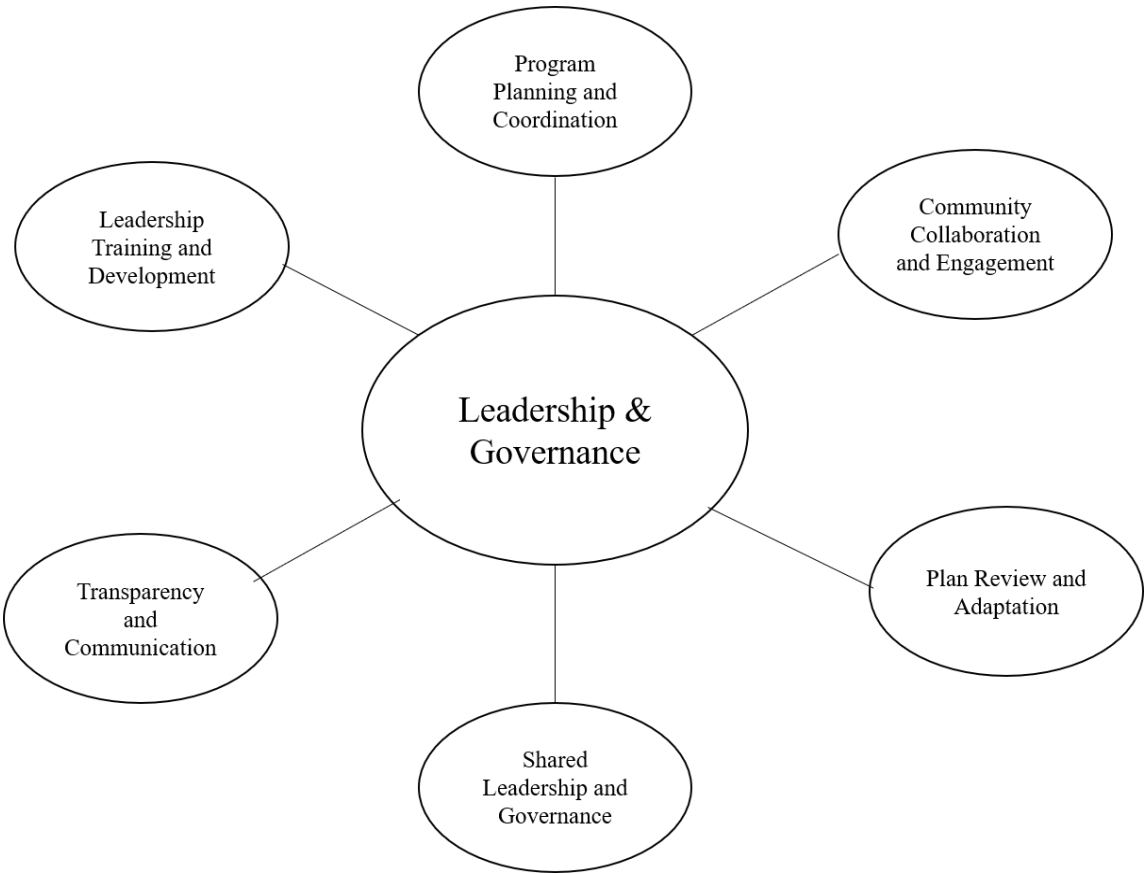 Program
Planning and
Coordination
Community
Collaboration
and Engagement
Leadership
Training and
Development
Leadership &
Governance
Plan Review and
Adaptation
Transparency
and
Communication
Shared
Leadership and
Governance